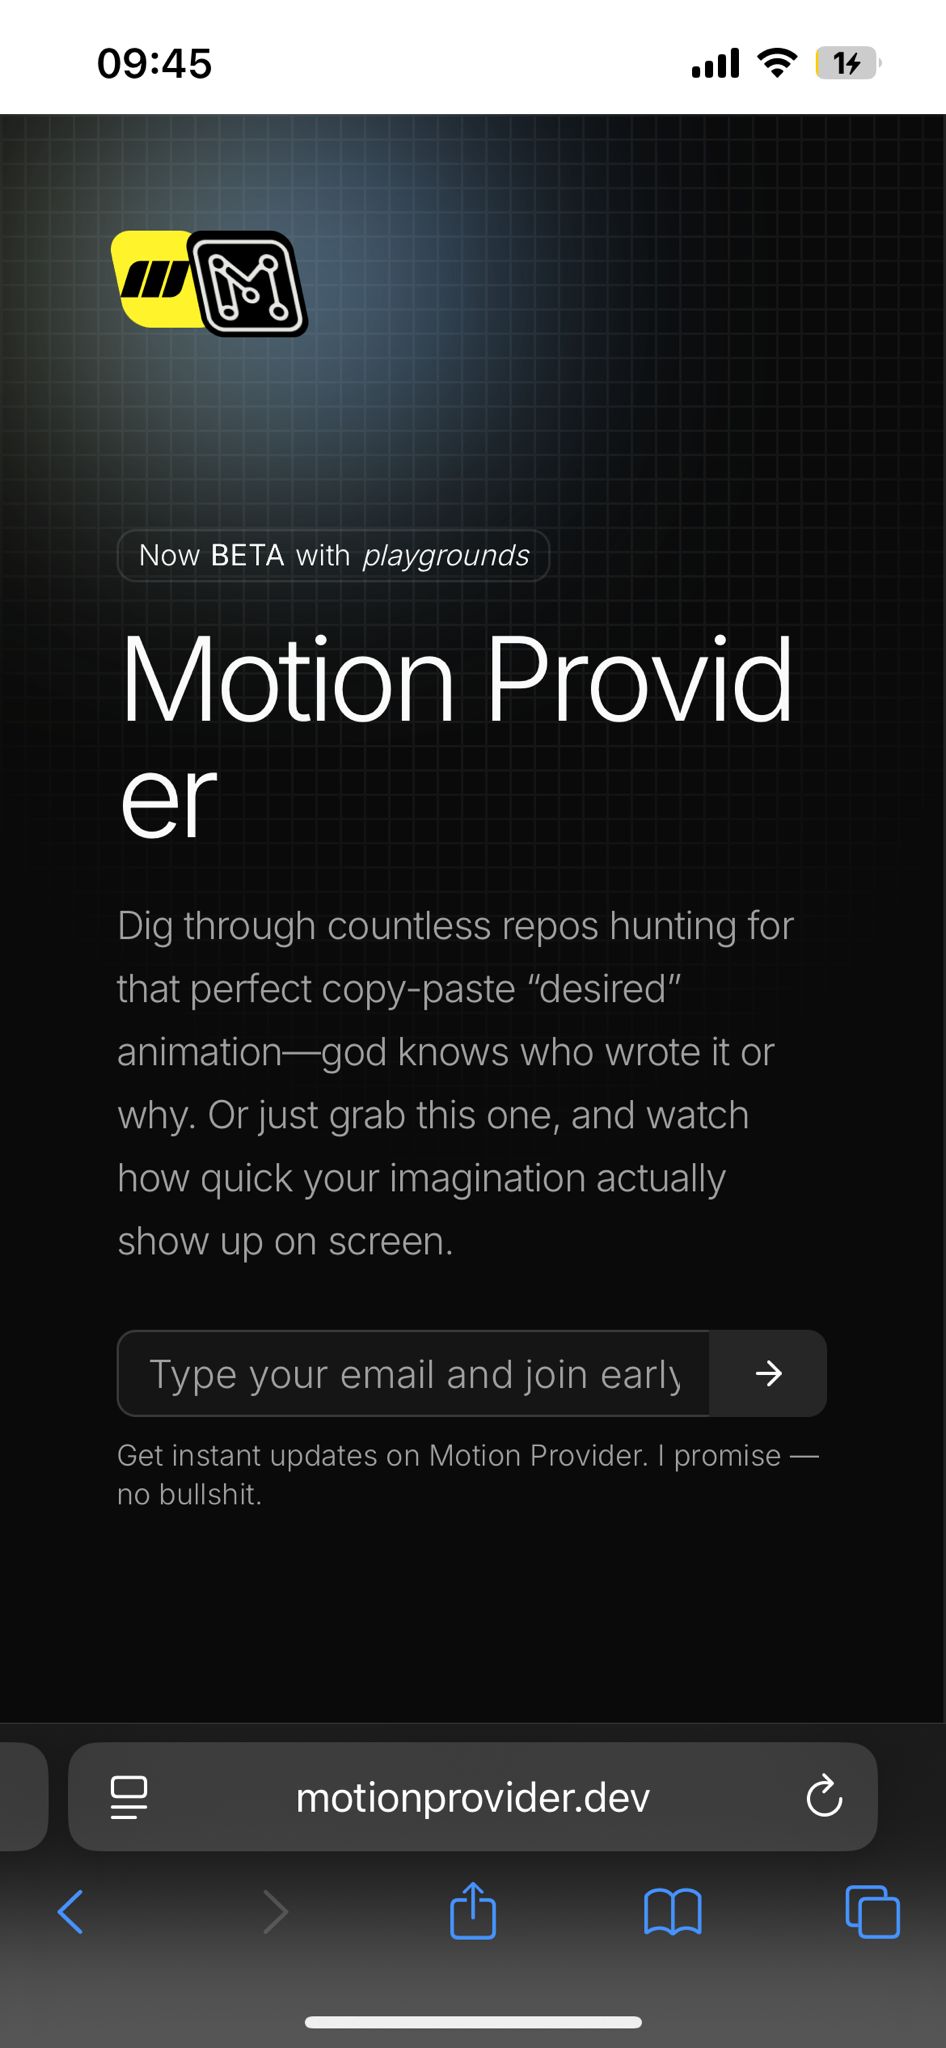 09:45
1
Now BETA with playgrounds
Motion Provid
er
Dig through countless repos hunting for
that perfect copy-paste “desired”
animation—god knows who wrote it or
why. Or just grab this one, and watch
how quick your imagination actually
show up on screen.
Type your email and join early
Get instant updates on Motion Provider. I promise —
no bullshit.
motionprovider.dev